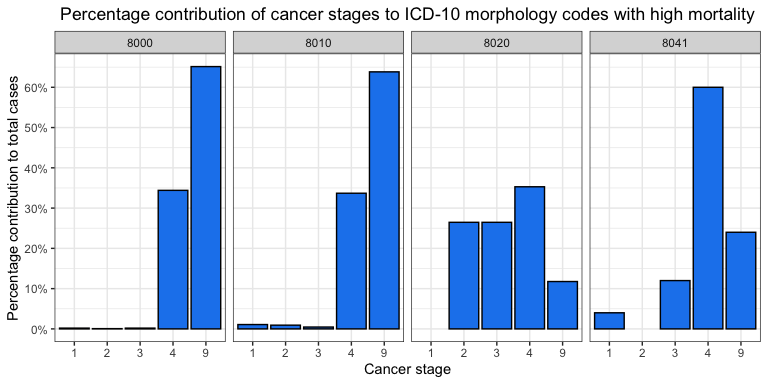 Percentage contribution of cancer stages to ICD-10 morphology codes with high mortality
8000 8010 8020 8041
Percentage contribution to total cases
60%
50%
40%
30%
20%
10%
0%
1 2 3 4 9 1 2 3 4 9 1 2 3 4 9 1 2 3 4 9
Cancer stage